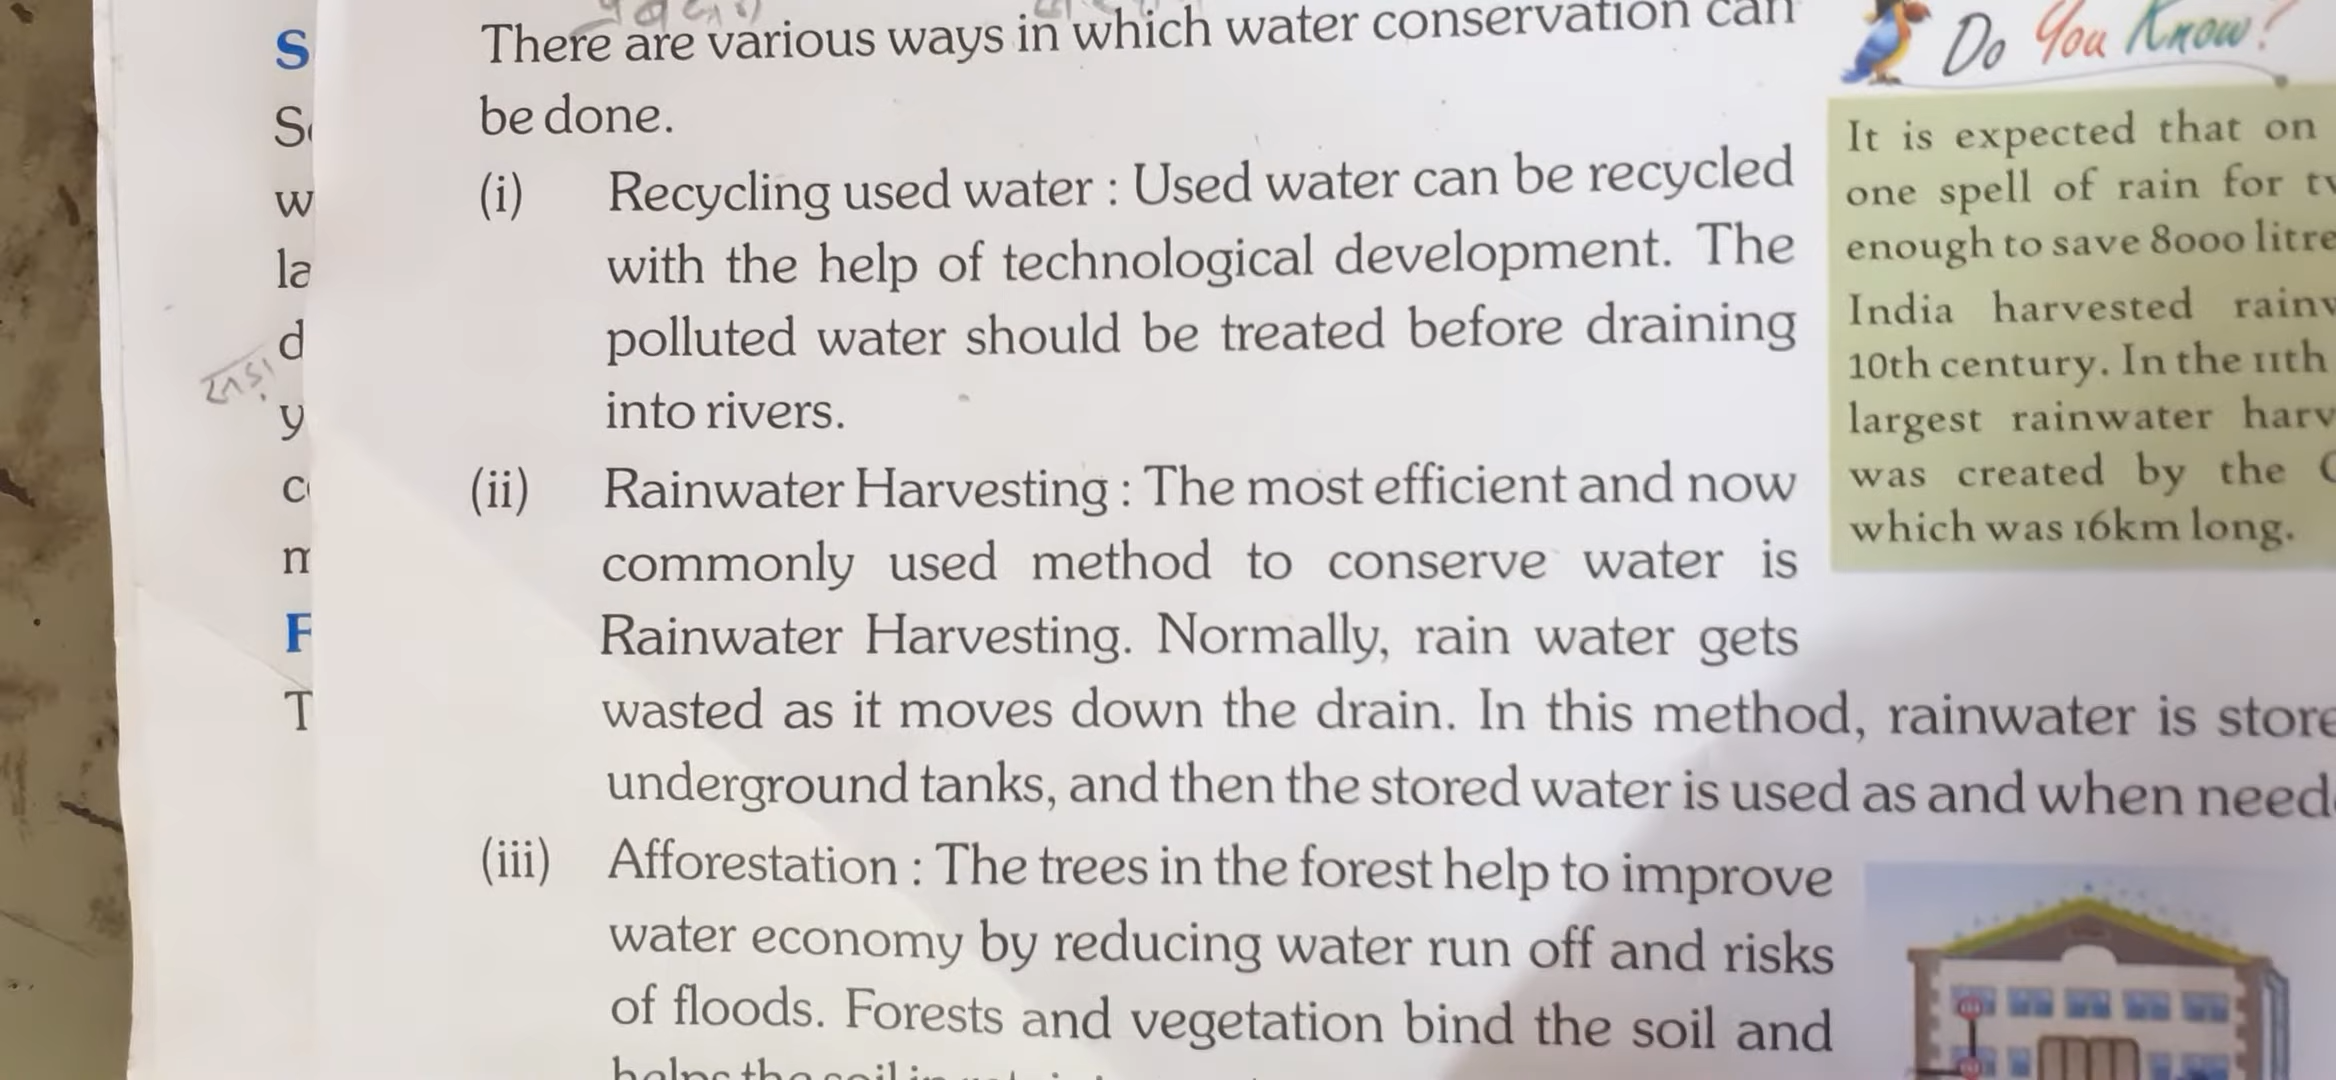 There are various ways in which water conservation can
be done.
(i) Recycling used water : Used water can be recycled
with the help of technological development. The
polluted water should be treated before draining
into rivers.
(ii) Rainwater Harvesting : The most efficient and now
commonly used method to conserve water is
Rainwater Harvesting. Normally, rain water gets
wasted as it moves down the drain. In this method, rainwater is
underground tanks, and then the stored water is used as and when
(iii) Afforestation : The trees in the forest help to improve
water economy by reducing water run off and risks
of floods. Forests and vegetation bind the soil and
Do You Know?
It is expected that on
one spell of rain for
enough to save 8000
India harvested
10th century. In the 11th
largest rainwater
was created by the
which was 16km long.